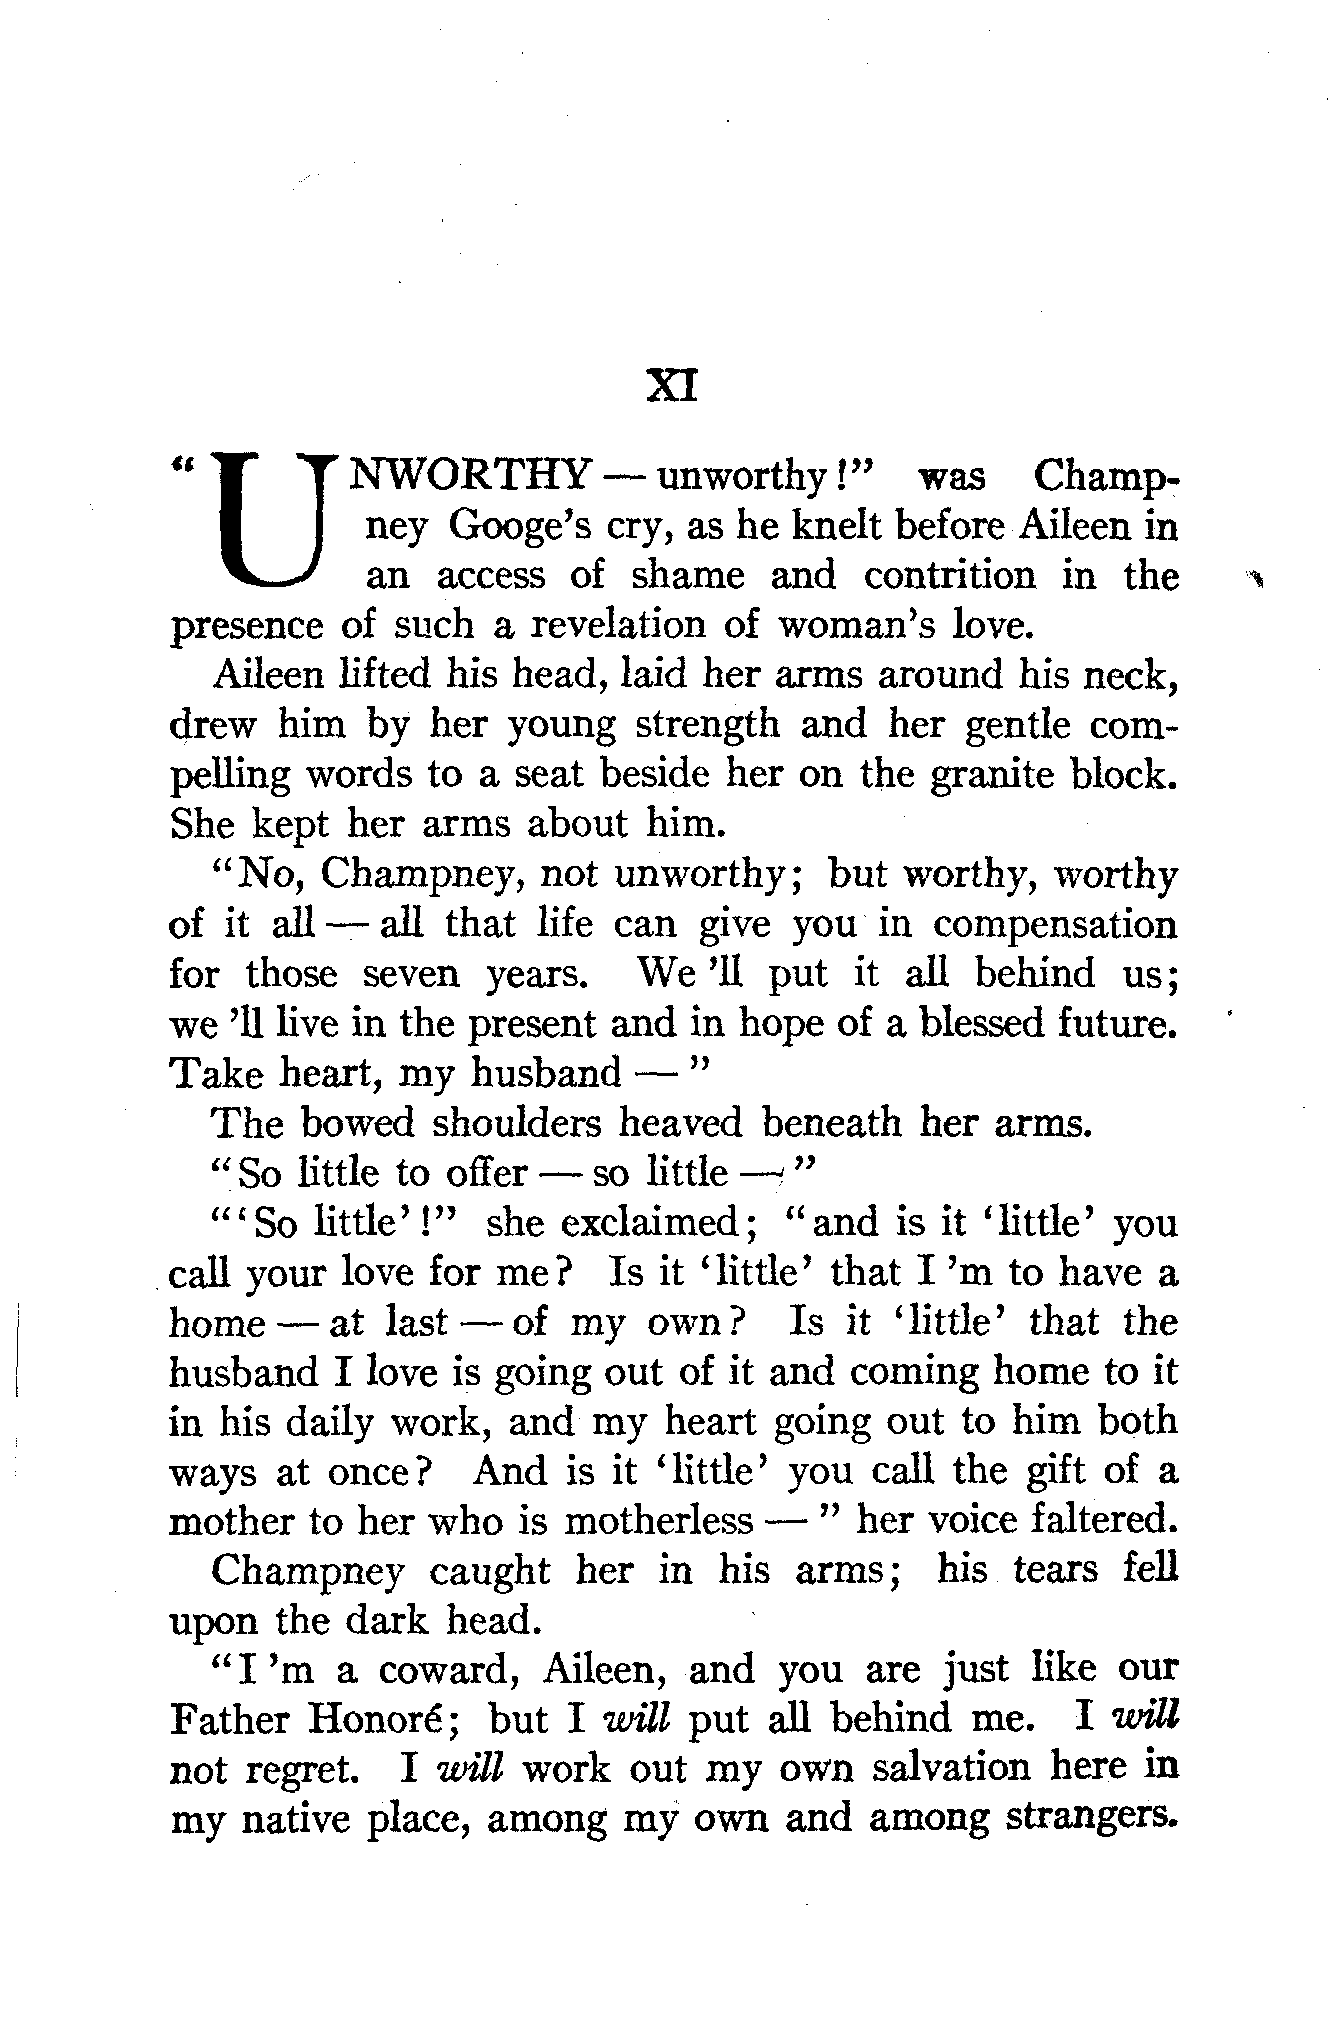 XI
“UNWORTHY — unworthy!” was Champ-
ney Googe’s cry, as he knelt before Aileen in
an access of shame and contrition in the
presence of such a revelation of woman’s love.
Aileen lifted his head, laid her arms around his neck,
drew him by her young strength and her gentle com-
pelling words to a seat beside her on the granite block.
She kept her arms about him.
“No, Champney, not unworthy; but worthy, worthy
of it all — all that life can give you in compensation
for those seven years. We ’ll put it all behind us;
we ’ll live in the present and in hope of a blessed future.
Take heart, my husband — ”
The bowed shoulders heaved beneath her arms.
“So little to offer — so little — ”
“‘So little’!” she exclaimed; “and is it ‘little’ you
call your love for me? Is it ‘little’ that I ’m to have a
home — at last — of my own? Is it ‘little’ that the
husband I love is going out of it and coming home to it
in his daily work, and my heart going out to him both
ways at once? And is it ‘little’ you call the gift of a
mother to her who is motherless — ” her voice faltered.
Champney caught her in his arms; his tears fell
upon the dark head.
“I ’m a coward, Aileen, and you are just like our
Father Honoré; but I will put all behind me. I will
not regret. I will work out my own salvation here in
my native place, among my own and among strangers.